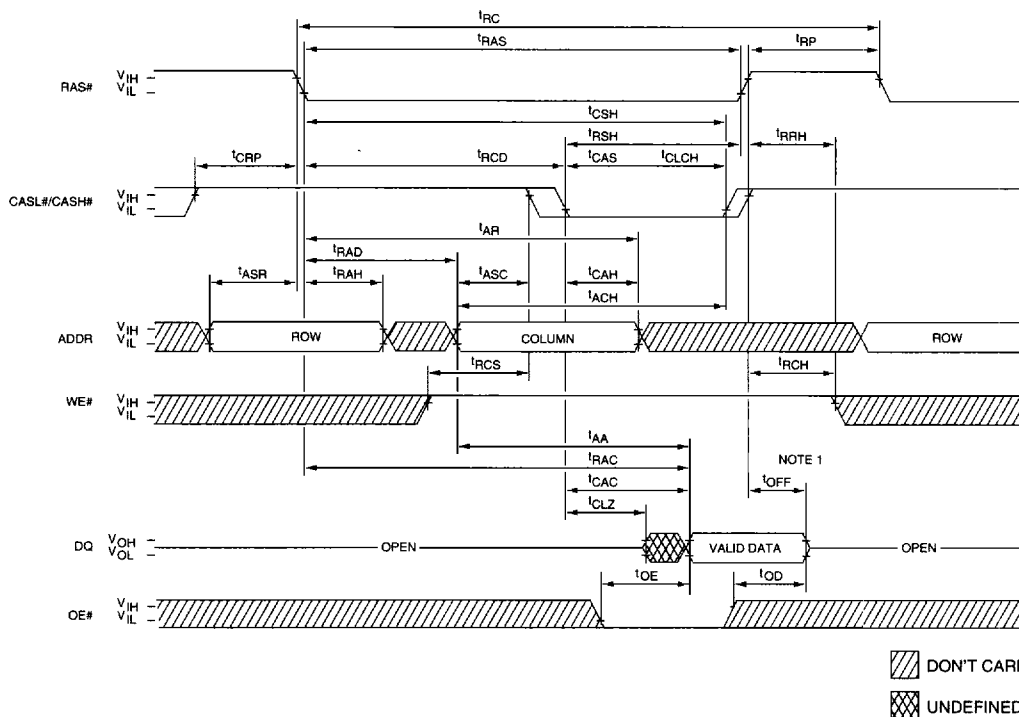 tRC
tRAS
tRP
RAS# VIH VIL
tCSH
tRSH
tRRH
tCRP
tRCD
tCAS
tCLCH
CASL#/CASH# VIH VIL
tAR
tRAD
tASR
tRAH
tASC
tCAH
tACH
ADDR VIH VIL
ROW
COLUMN
ROW
tRCS
tRCH
WE# VIH VIL
tAA
tRAC
NOTE 1
tCAC
tOFF
tCLZ
DQ VOH VOL
OPEN
VALID DATA
OPEN
tOE
tOD
OE# VIH VIL
DON'T CARE
UNDEFINED